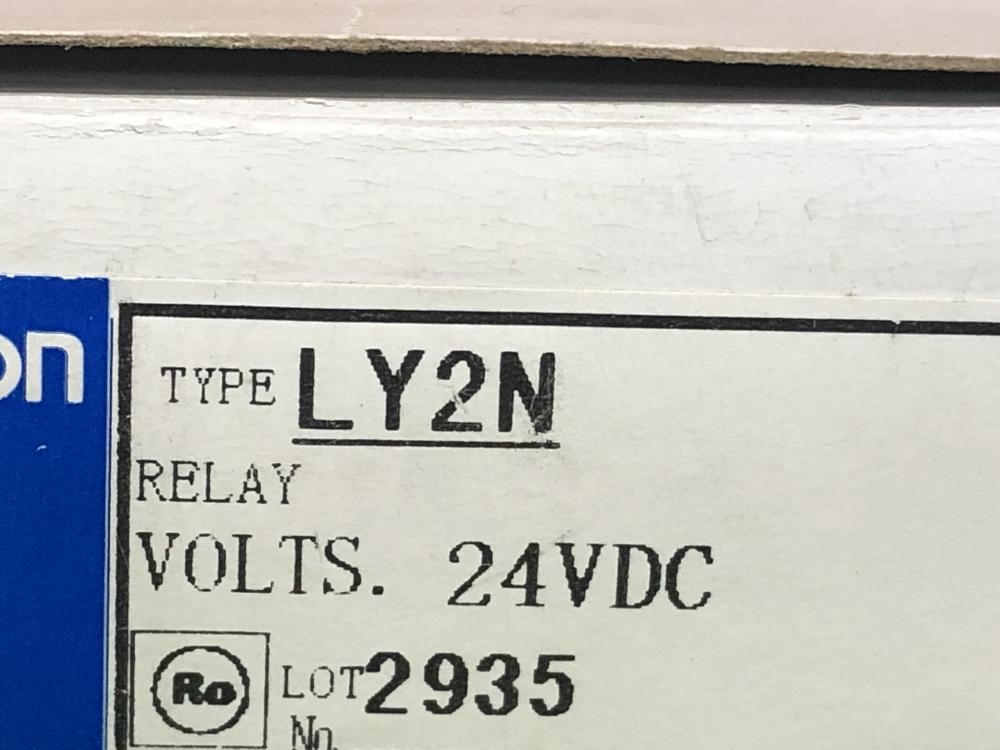 on
TYPE LY2N
RELAY
VOLTS. 24VDC
Ro
LOT 2935
No.